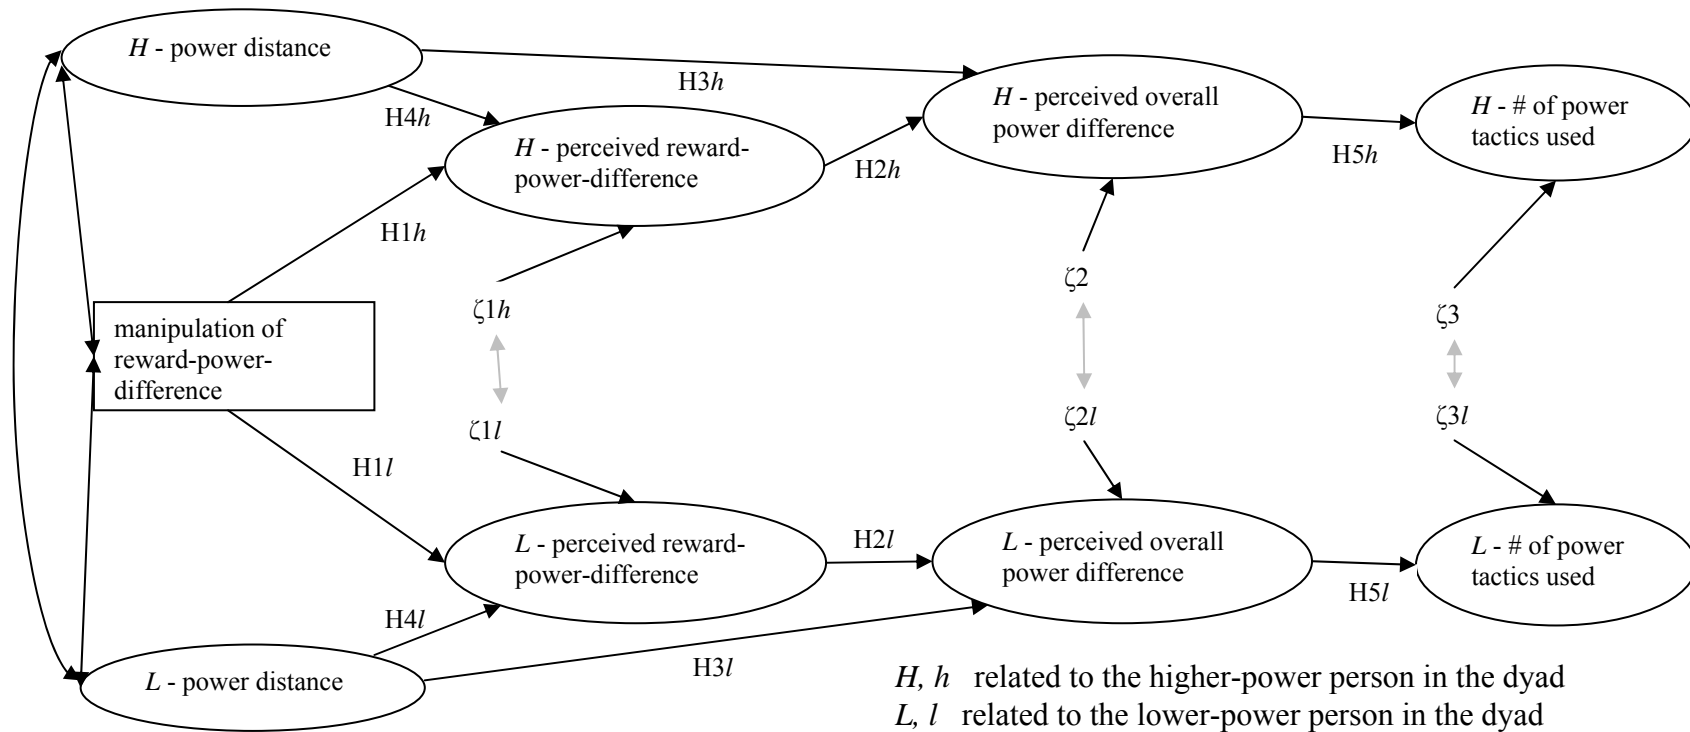 H - power distance
H3h
H4h
H - perceived overall
power difference
H - # of power
tactics used
H - perceived reward-
power-difference
H2h
H5h
H1h
ζ1h
ζ2
ζ3
manipulation of
reward-power-
difference
ζ1l
ζ2l
ζ3l
H1l
L - perceived reward-
power-difference
H2l
L - perceived overall
power difference
H5l
L - # of power
tactics used
H4l
H3l
L - power distance
H, h related to the higher-power person in the dyad
L, l related to the lower-power person in the dyad